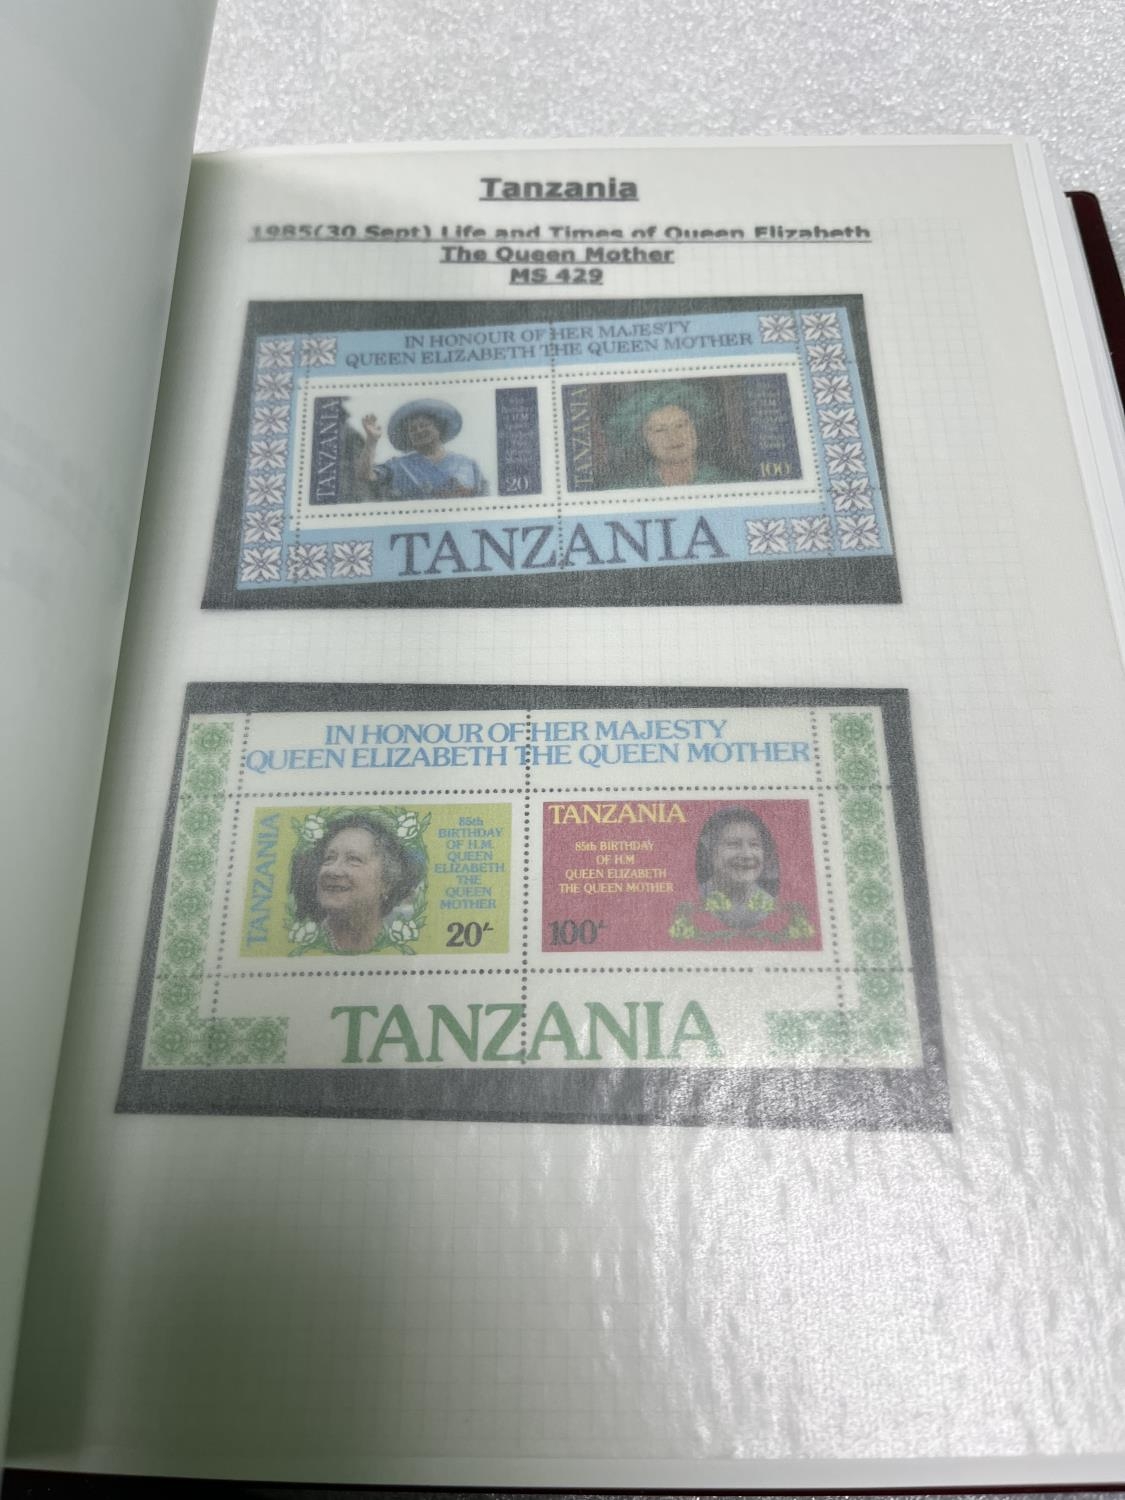 Tanzania
1985(30 Sept) Life and Times of Queen Elizabeth
The Queen Mother
MS 429
IN HONOUR OF HER MAJESTY
QUEEN ELIZABETH THE QUEEN MOTHER
TANZANIA
20
TANZANIA
100
TANZANIA
IN HONOUR OF HER MAJESTY
QUEEN ELIZABETH THE QUEEN MOTHER
TANZANIA
85th
BIRTHDAY
OF H.M.
QUEEN
ELIZABETH
THE
QUEEN
MOTHER
20/-
TANZANIA
85th BIRTHDAY
OF H.M
QUEEN ELIZABETH
THE QUEEN MOTHER
100/-
TANZANIA